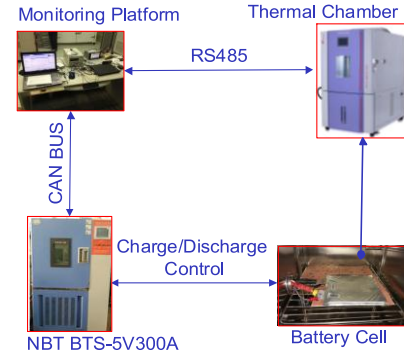 Monitoring Platform
Thermal Chamber
RS485
CAN BUS
Charge/Discharge
Control
NBT BTS-5V300A
Battery Cell